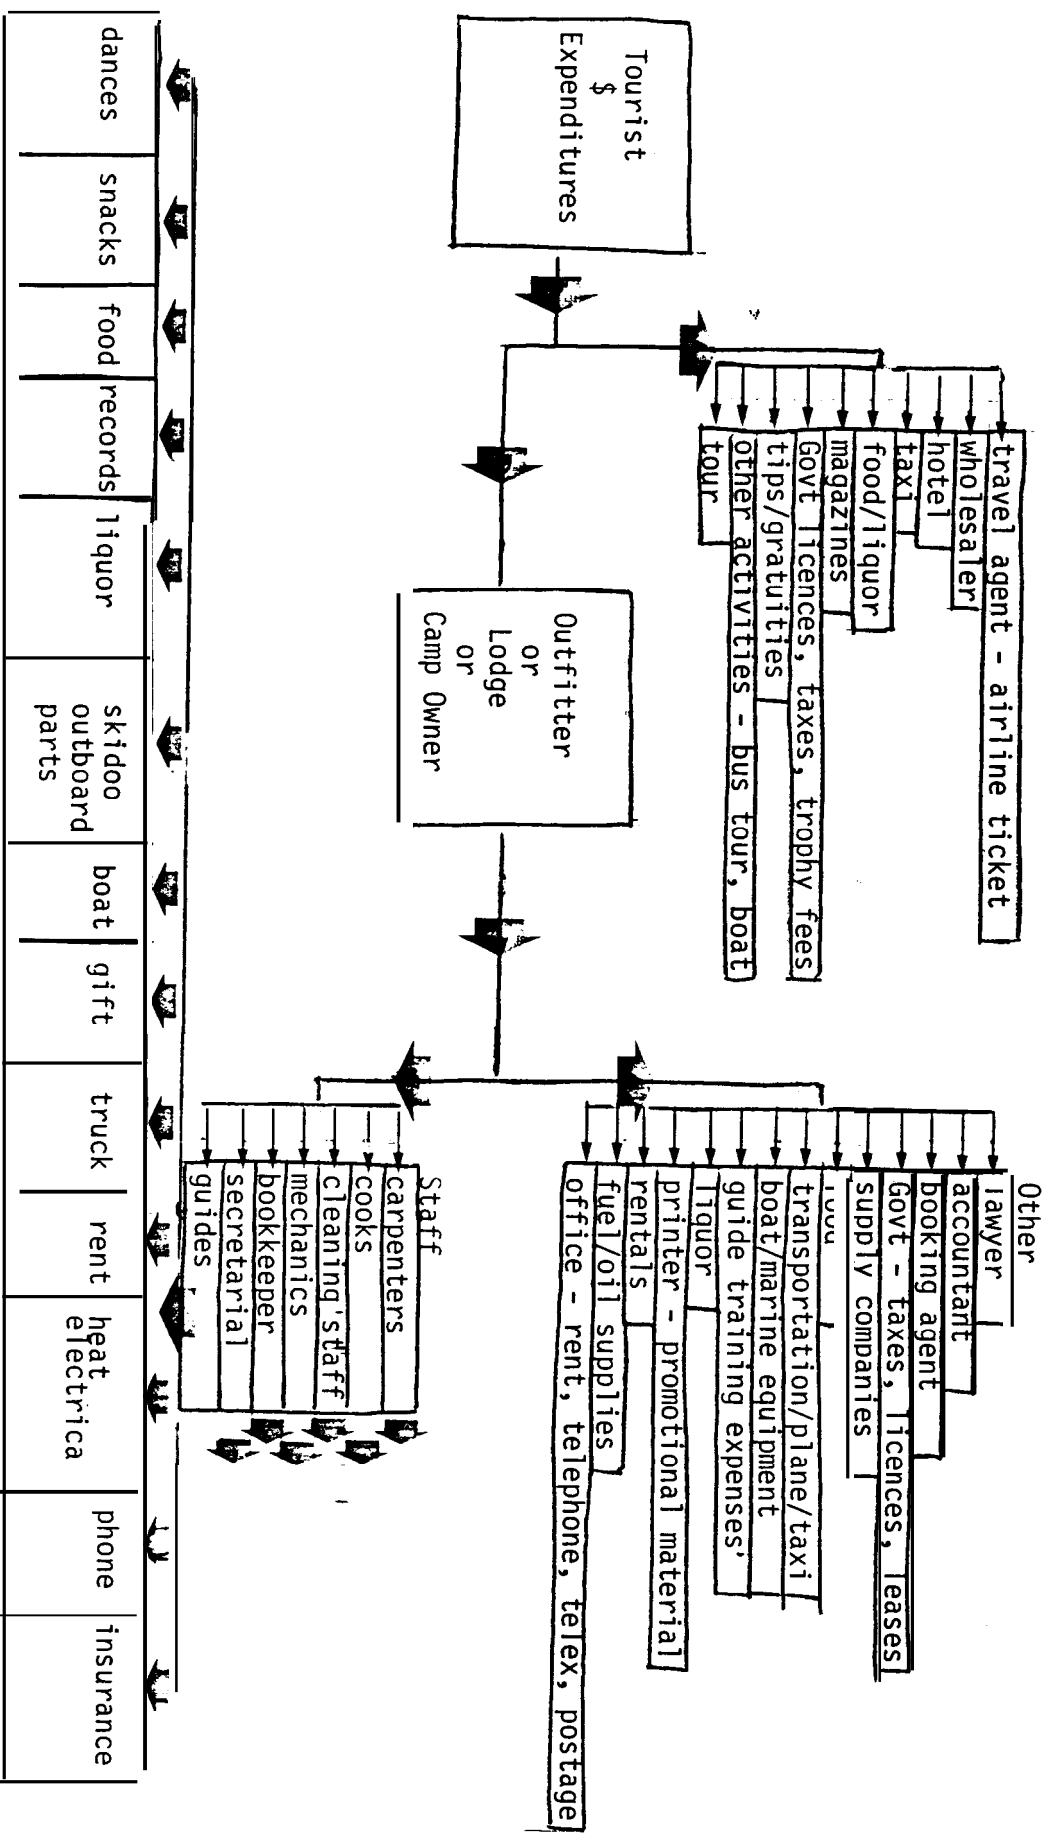 Tourist
$
Expenditures
travel agent - airline ticket
wholesaler
hotel
taxi
food/liquor
magazines
Govt licences, taxes, trophy fees
tips/gratuities
other activities - bus tour, boat
tour
Outfitter
or
Lodge
or
Camp Owner
Other
lawyer
accountant
booking agent
Govt - taxes, licences, leases
supply companies
transportation/plane/taxi
boat/marine equipment
guide training expenses'
liquor
printer - promotional material
rentals
fuel/oil supplies
office - rent, telephone, telex, postage
Staff
carpenters
cooks
cleaning'staff
mechanics
bookkeeper
secretarial
guides
dances
snacks
food
records
liquor
skidoo
outboard
parts
boat
gift
truck
rent
heat
electrica
phone
insurance